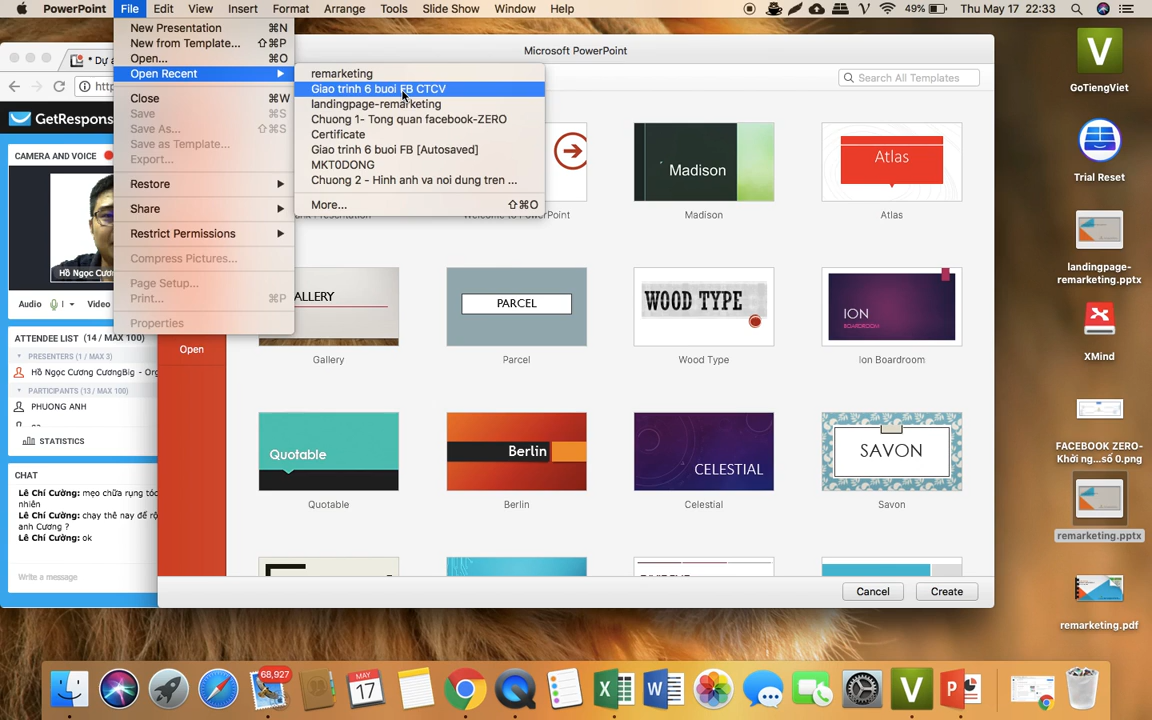 PowerPoint File Edit View Insert Format Arrange Tools Slide Show Window Help 49% Thu May 17 22:33
New Presentation ⌘N
New from Template... ⇧⌘P
Open... ⌘O
Open Recent
Close ⌘W
Save ⌘S
Save As... ⇧⌘S
Save as Template...
Export...
Restore
Share
Restrict Permissions
Compress Pictures...
Page Setup...
Print... ⌘P
Properties
remarketing
Giao trinh 6 buoi FB CTCV
landingpage-remarketing
Chuong 1- Tong quan facebook-ZERO
Certificate
Giao trinh 6 buoi FB [Autosaved]
MKT0DONG
Chuong 2 - Hinh anh va noi dung tren ...
More... ⇧⌘O
Microsoft PowerPoint
Search All Templates
Madison
Atlas
Madison
Atlas
PARCEL
WOOD TYPE
ION
BOARDROOM
Open
Gallery
Parcel
Wood Type
Ion Boardroom
Quotable
Berlin
CELESTIAL
SAVON
Quotable
Berlin
Celestial
Savon
Cancel
Create
* Dự á
http
GetRespons
CAMERA AND VOICE
Hồ Ngọc Cương
Audio Video
ATTENDEE LIST (14 / MAX 100)
PRESENTERS (1 / MAX 3)
Hồ Ngọc Cương CươngBig - Org
PARTICIPANTS (13 / MAX 100)
PHUONG ANH
STATISTICS
CHAT
Lê Chí Cường: mẹo chữa rụng tóc
nhiên
Lê Chí Cường: chạy thế này để rộ
anh Cương ?
Lê Chí Cường: ok
Write a message
GoTiengViet
Trial Reset
landingpage-
remarketing.pptx
XMind
FACEBOOK ZERO-
Khởi ng...số 0.png
remarketing.pptx
remarketing.pdf
68,927
MAY
17